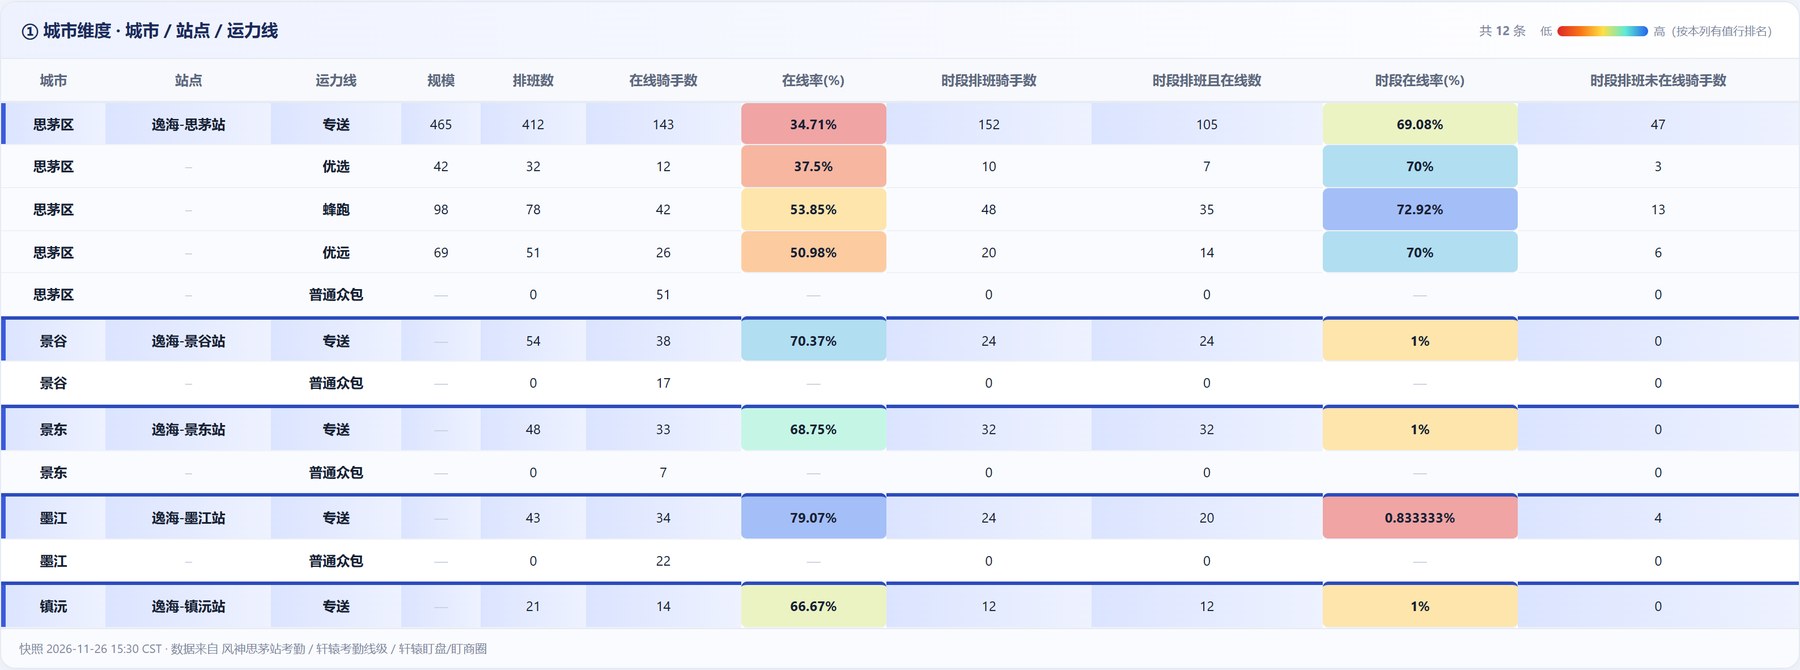 ① 城市维度 · 城市 / 站点 / 运力线
共 12 条 低 高 (按本列有值行排名)
城市 站点 运力线 规模 排班数 在线骑手数 在线率(%) 时段排班骑手数 时段排班且在线数 时段在线率(%) 时段排班未在线骑手数
思茅区 逸海-思茅站 专送 465 412 143 34.71% 152 105 69.08% 47
思茅区 – 优选 42 32 12 37.5% 10 7 70% 3
思茅区 – 蜂跑 98 78 42 53.85% 48 35 72.92% 13
思茅区 – 优远 69 51 26 50.98% 20 14 70% 6
思茅区 – 普通众包 — 0 51 — 0 0 — 0
景谷 逸海-景谷站 专送 — 54 38 70.37% 24 24 1% 0
景谷 – 普通众包 — 0 17 — 0 0 — 0
景东 逸海-景东站 专送 — 48 33 68.75% 32 32 1% 0
景东 – 普通众包 — 0 7 — 0 0 — 0
墨江 逸海-墨江站 专送 — 43 34 79.07% 24 20 0.833333% 4
墨江 – 普通众包 — 0 22 — 0 0 — 0
镇沅 逸海-镇沅站 专送 — 21 14 66.67% 12 12 1% 0
快照 2026-11-26 15:30 CST · 数据来自 风神思茅站考勤 / 轩辕考勤线级 / 轩辕盯盘/盯商圈